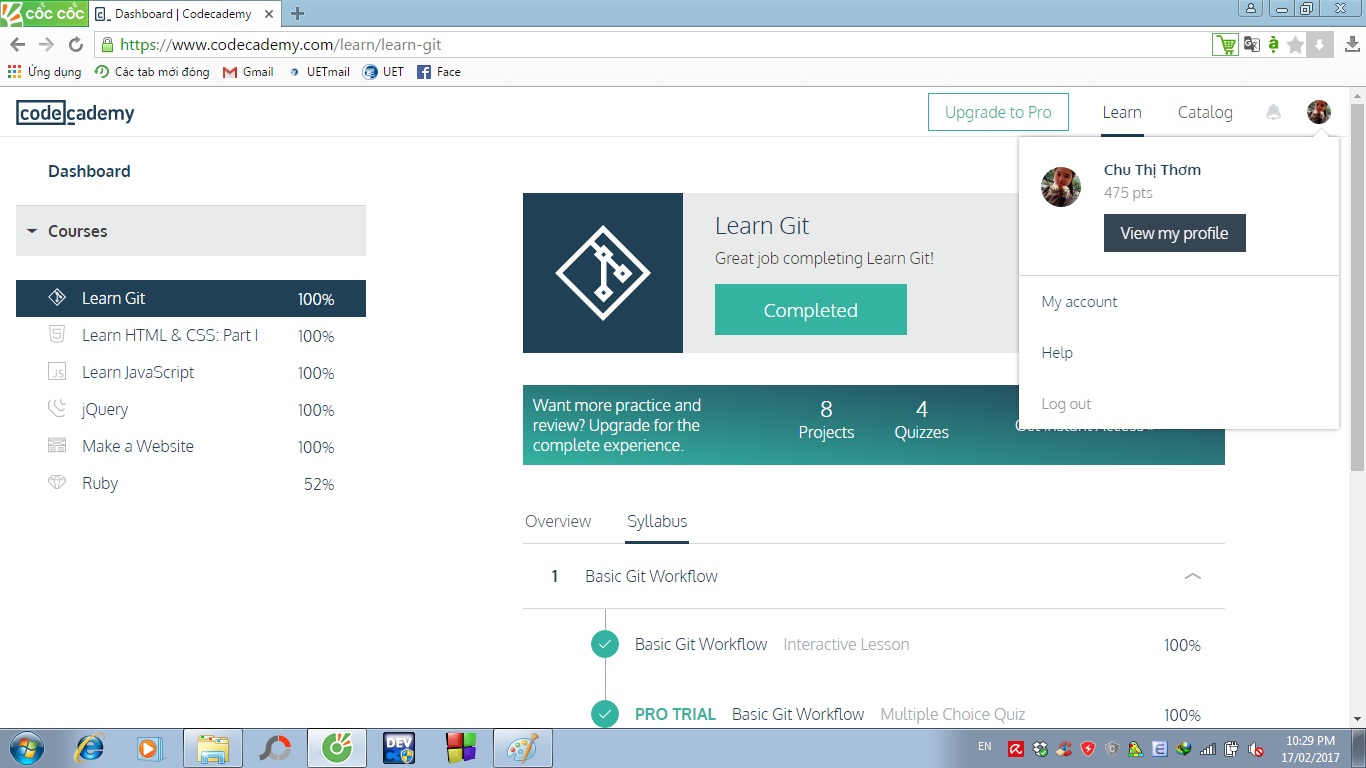 cốc cốc
Dashboard | Codecademy
https://www.codecademy.com/learn/learn-git
Ứng dụng
Các tab mới đóng
Gmail
UETmail
UET
Face
codecademy
Upgrade to Pro
Learn
Catalog
Dashboard
Chu Thị Thơm
475 pts
View my profile
My account
Help
Log out
Courses
Learn Git 100%
Learn HTML & CSS: Part I 100%
Learn JavaScript 100%
jQuery 100%
Make a Website 100%
Ruby 52%
Learn Git
Great job completing Learn Git!
Completed
Want more practice and
review? Upgrade for the
complete experience.
8
Projects
4
Quizzes
Overview
Syllabus
1 Basic Git Workflow
Basic Git Workflow Interactive Lesson 100%
PRO TRIAL Basic Git Workflow Multiple Choice Quiz 100%
DEV
EN
10:29 PM
17/02/2017